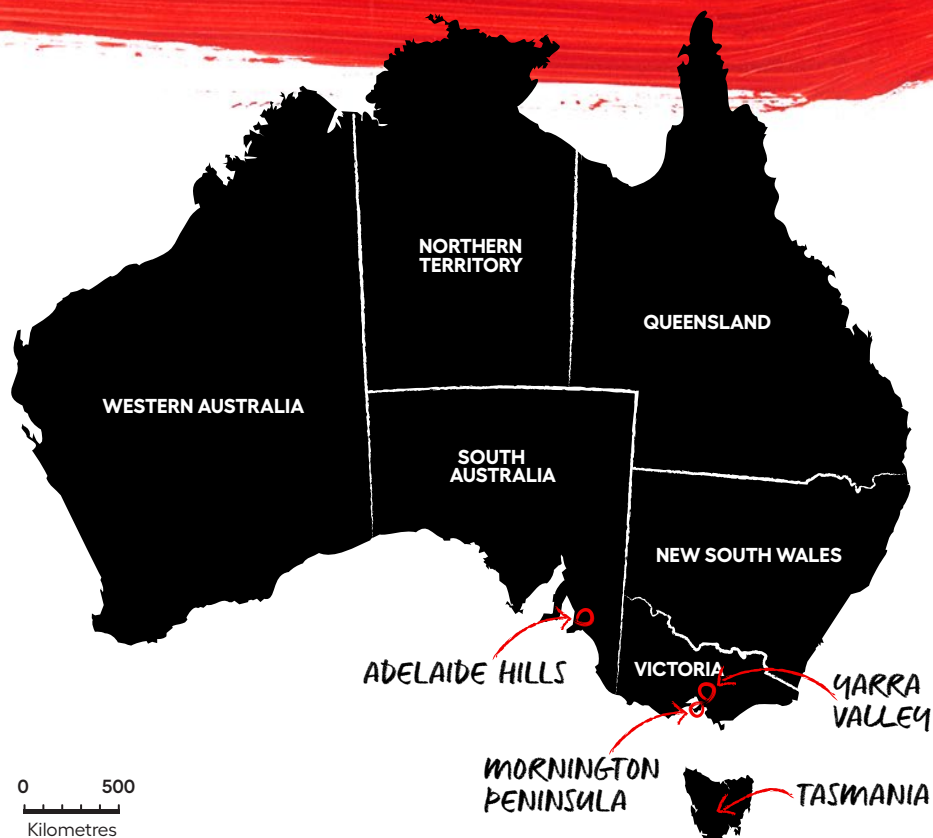 NORTHERN
TERRITORY
QUEENSLAND
WESTERN AUSTRALIA
SOUTH
AUSTRALIA
NEW SOUTH WALES
ADELAIDE HILLS
VICTORIA
YARRA
VALLEY
MORNINGTON
PENINSULA
TASMANIA
0 500
Kilometres